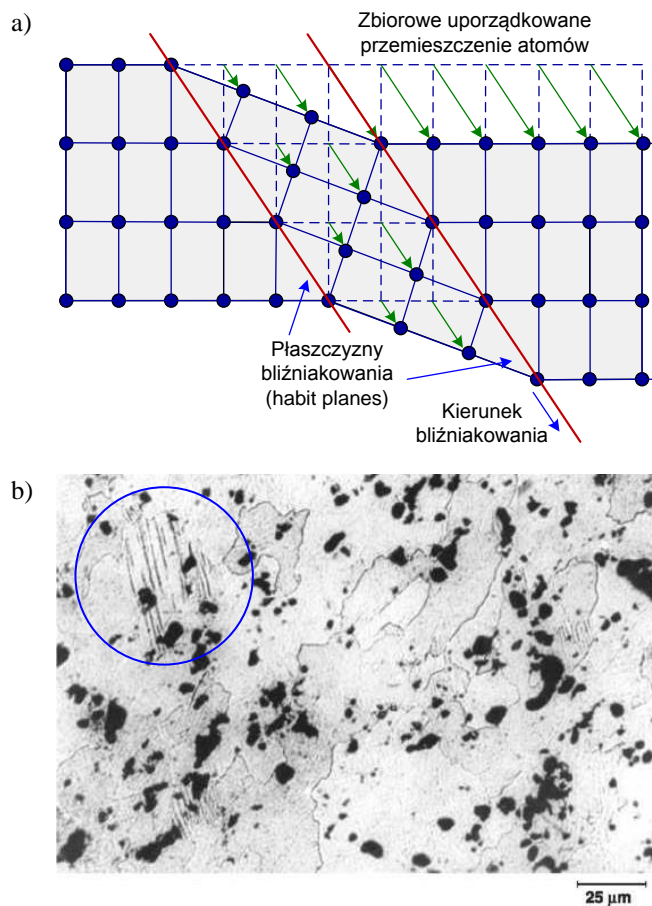 a)
Zbiorowe uporządkowane
przemieszczenie atomów
Płaszczyzny
bliźniakowania
(habit planes)
Kierunek
bliźniakowania
b)
25 µm